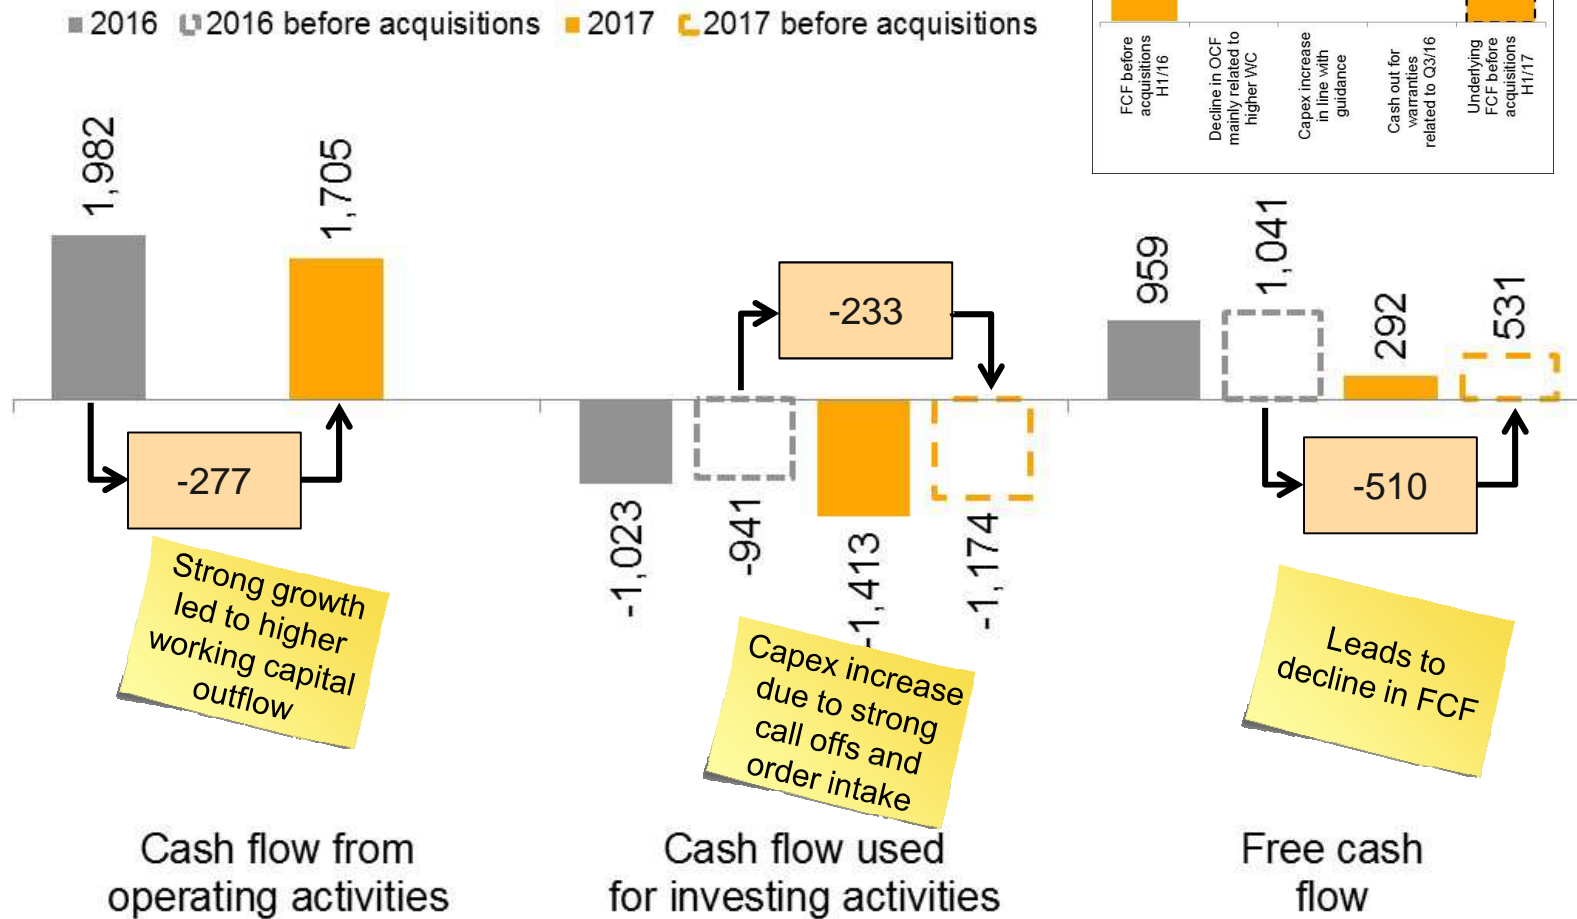 2016 2016 before acquisitions 2017 2017 before acquisitions
FCF before
acquisitions
H1/16
Decline in OCF
mainly related to
higher WC
Capex increase
in line with
guidance
Cash out for
warranties
related to Q3/16
Underlying
FCF before
acquisitions
H1/17
1,982
1,705
-277
Strong growth
led to higher
working capital
outflow
Cash flow from
operating activities
-233
-1,023
-941
-1,413
-1,174
Capex increase
due to strong
call offs and
order intake
Cash flow used
for investing activities
959
1,041
292
531
-510
Leads to
decline in FCF
Free cash
flow